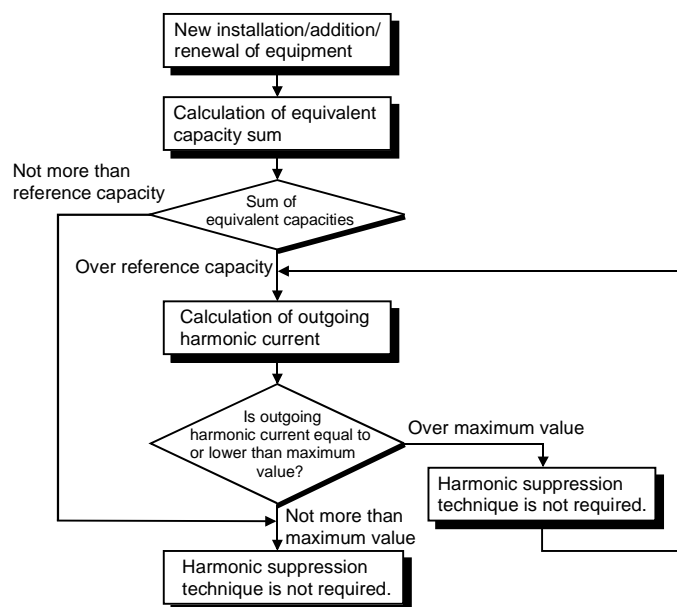 New installation/addition/
renewal of equipment
Calculation of equivalent
capacity sum
Not more than
reference capacity
Sum of
equivalent capacities
Over reference capacity
Calculation of outgoing
harmonic current
Is outgoing
harmonic current equal to
or lower than maximum
value?
Over maximum value
Harmonic suppression
technique is not required.
Not more than
maximum value
Harmonic suppression
technique is not required.